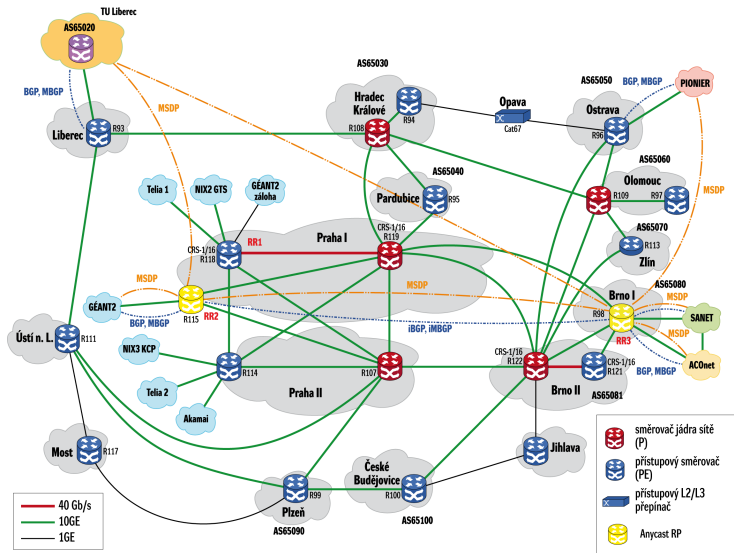 TU Liberec
AS65020
BGP, MBGP
MSDP
Liberec
R93
AS65030
Hradec
Králové
R94
R108
Opava
Cat67
AS65050
Ostrava
R96
BGP, MBGP
PIONIER
MSDP
AS65060
Olomouc
R109
R97
AS65070
R113
Zlín
AS65040
Pardubice
R95
Telia 1
NIX2 GTS
GÉANT2
záloha
CRS-1/16
R118
RR1
Praha I
CRS-1/16
R119
MSDP
GÉANT2
BGP, MBGP
R115
RR2
MSDP
iBGP, iMBGP
AS65080
Brno I
R98
RR3
MSDP
SANET
MSDP
ACOnet
BGP, MBGP
Ústí n. L.
R111
NIX3 KCP
Telia 2
Akamai
R114
Praha II
R107
CRS-1/16
R122
CRS-1/16
R121
Brno II
AS65081
Most
R117
Plzeň
R99
AS65090
České
Budějovice
R100
AS65100
Jihlava
40 Gb/s
10GE
1GE
směrovač jádra sítě
(P)
přístupový směrovač
(PE)
přístupový L2/L3
přepínač
Anycast RP